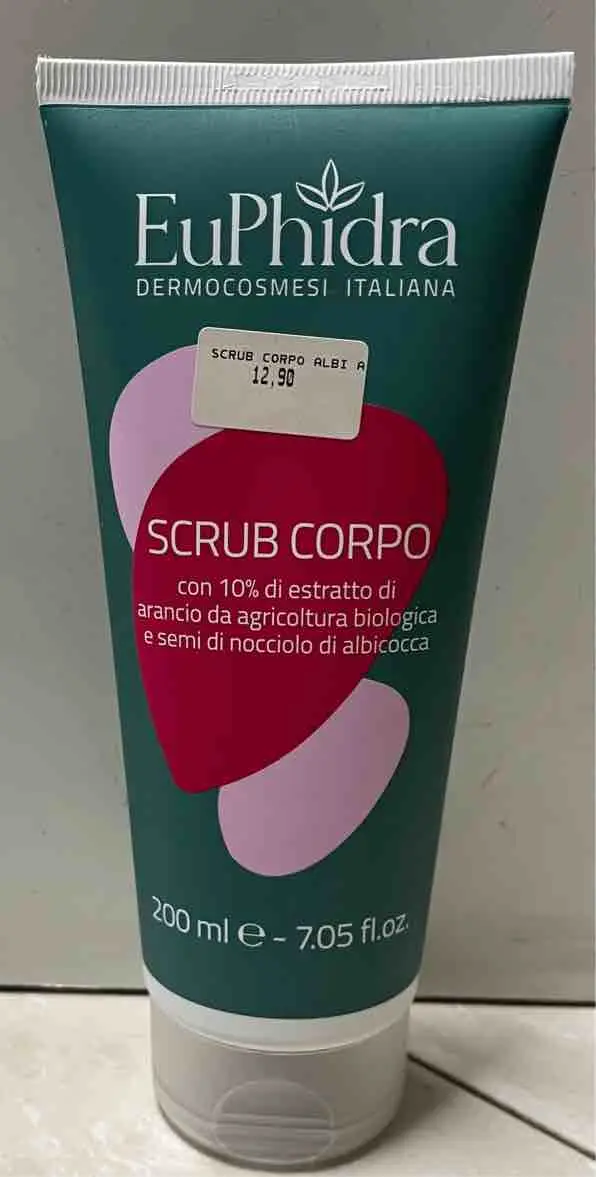 EuPhidra
DERMOCOSMESI ITALIANA
SCRUB CORPO ALBI A
12,90
SCRUB CORPO
con 10% di estratto di
arancio da agricoltura biologica
e semi di nocciolo di albicocca
200 ml ℮ - 7.05 fl.oz.